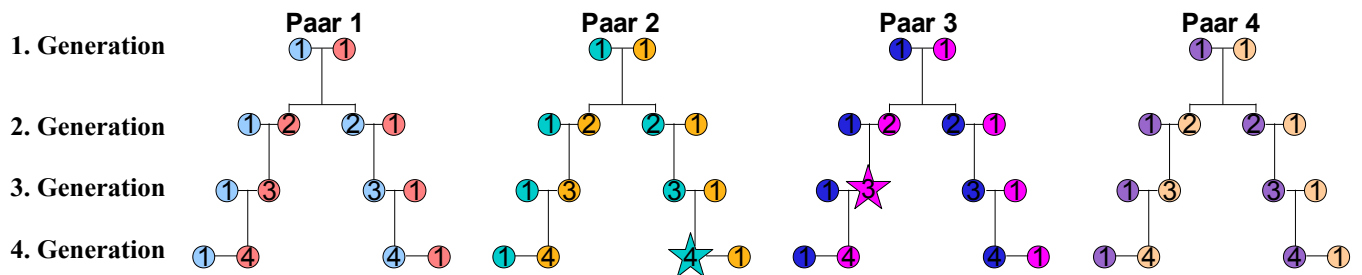 Paar 1 Paar 2 Paar 3 Paar 4
1. Generation 1 1 1 1 1 1 1 1
2. Generation 1 2 2 1 1 2 2 1 1 2 2 1 1 2 2 1
3. Generation 1 3 3 1 1 3 3 1 1 3 3 1 1 3 3 1
4. Generation 1 4 4 1 1 4 4 1 1 4 4 1 1 4 4 1